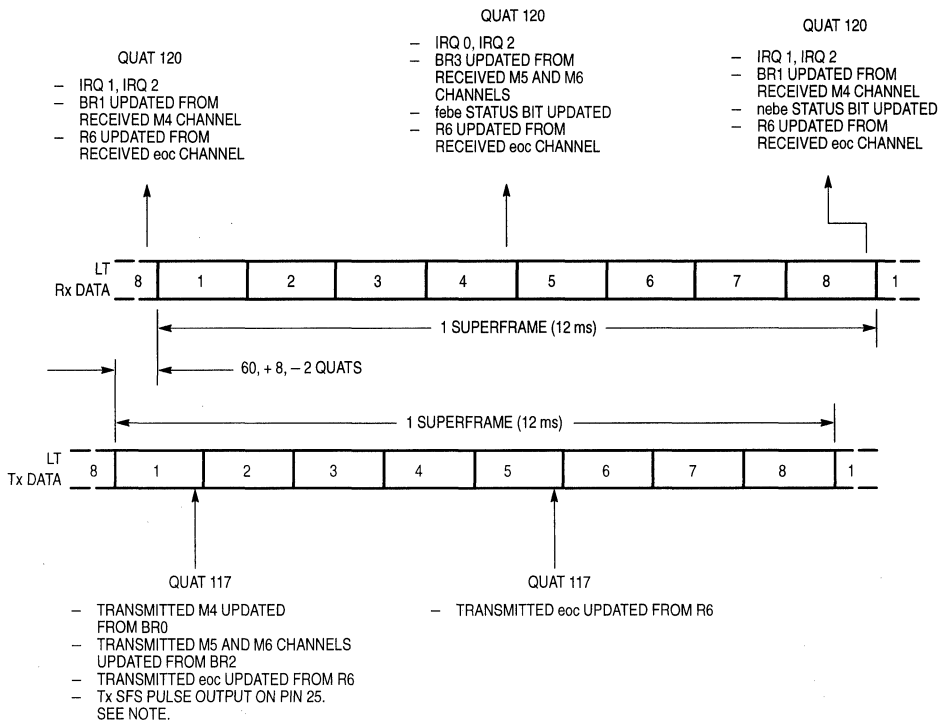 QUAT 120
– IRQ 1, IRQ 2
– BR1 UPDATED FROM
RECEIVED M4 CHANNEL
– R6 UPDATED FROM
RECEIVED eoc CHANNEL
QUAT 120
– IRQ 0, IRQ 2
– BR3 UPDATED FROM
RECEIVED M5 AND M6
CHANNELS
– febe STATUS BIT UPDATED
– R6 UPDATED FROM
RECEIVED eoc CHANNEL
QUAT 120
– IRQ 1, IRQ 2
– BR1 UPDATED FROM
RECEIVED M4 CHANNEL
– nebe STATUS BIT UPDATED
– R6 UPDATED FROM
RECEIVED eoc CHANNEL
LT
Rx DATA
8 1 2 3 4 5 6 7 8 1
1 SUPERFRAME (12 ms)
60, + 8, – 2 QUATS
1 SUPERFRAME (12 ms)
LT
Tx DATA
8 1 2 3 4 5 6 7 8 1
QUAT 117
– TRANSMITTED M4 UPDATED
FROM BR0
– TRANSMITTED M5 AND M6 CHANNELS
UPDATED FROM BR2
– TRANSMITTED eoc UPDATED FROM R6
– Tx SFS PULSE OUTPUT ON PIN 25.
SEE NOTE.
QUAT 117
– TRANSMITTED eoc UPDATED FROM R6